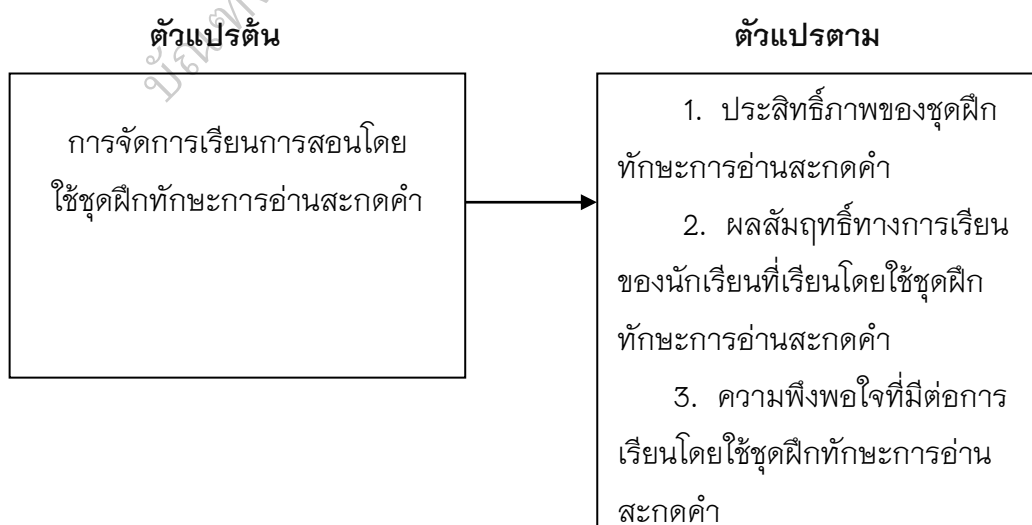 ตัวแปรต้น
การจัดการเรียนการสอนโดย
ใช้ชุดฝึกทักษะการอ่านสะกดคำ
ตัวแปรตาม
1. ประสิทธิ์ภาพของชุดฝึก
ทักษะการอ่านสะกดคำ
2. ผลสัมฤทธิ์ทางการเรียน
ของนักเรียนที่เรียนโดยใช้ชุดฝึก
ทักษะการอ่านสะกดคำ
3. ความพึงพอใจที่มีต่อการ
เรียนโดยใช้ชุดฝึกทักษะการอ่าน
สะกดคำ